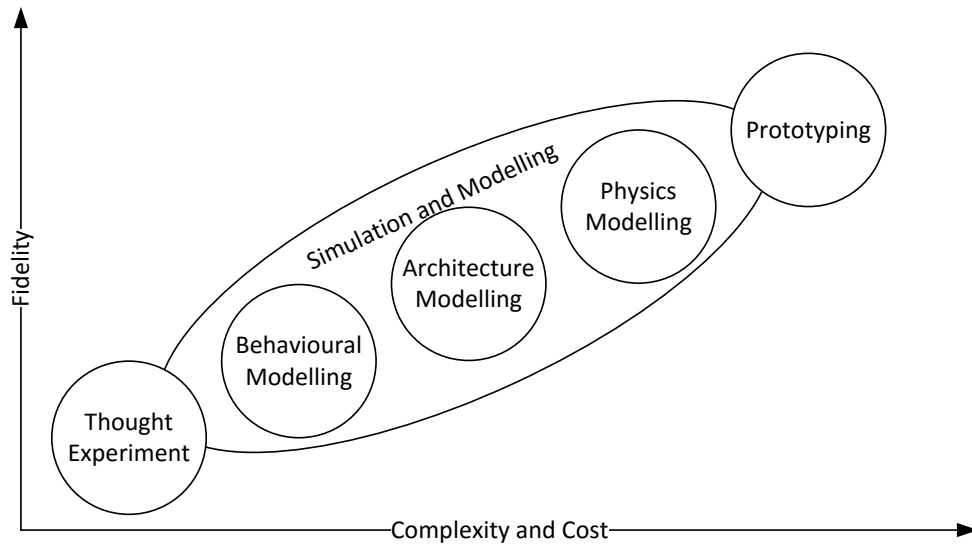 Prototyping
Simulation and Modelling
Physics
Modelling
Architecture
Modelling
Fidelity
Behavioural
Modelling
Thought
Experiment
Complexity and Cost